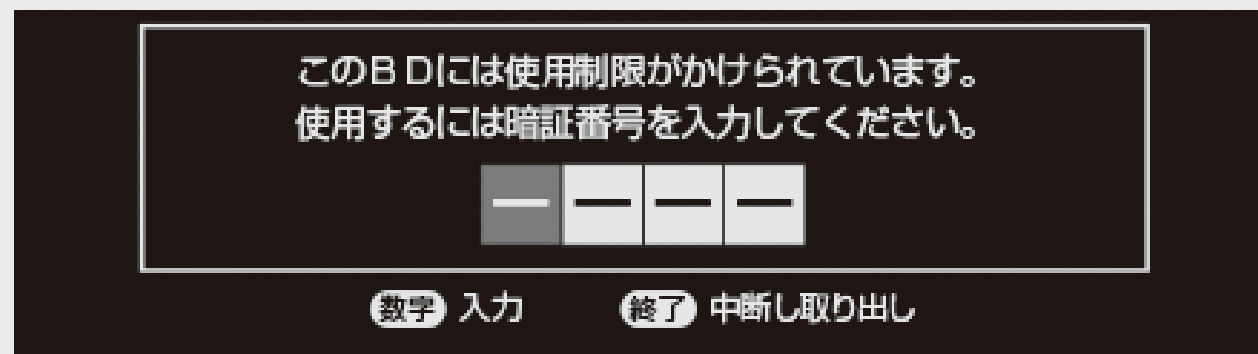 このＢＤには使用制限がかけられています。
使用するには暗証番号を入力してください。
－ － － －
数字 入力 終了 中断し取り出し